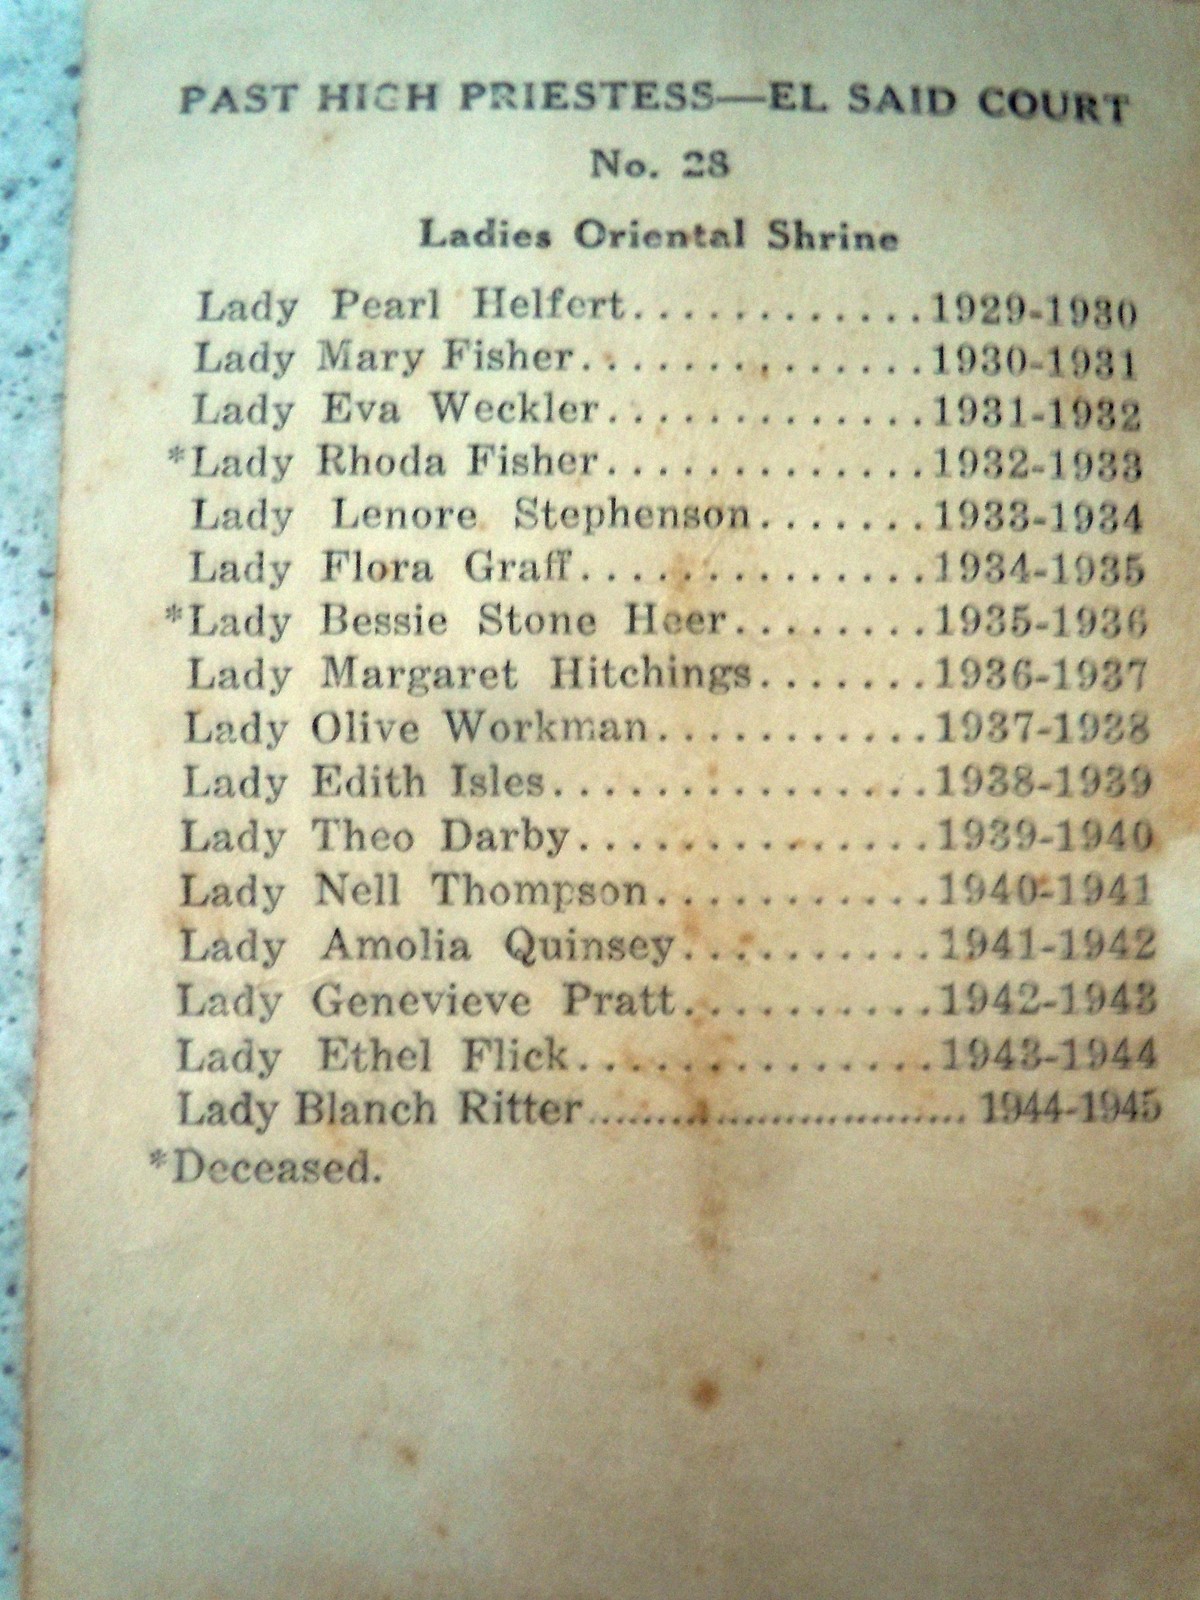 PAST HIGH PRIESTESS—EL SAID COURT
No. 28
Ladies Oriental Shrine
Lady Pearl Helfert............1929-1930
Lady Mary Fisher..............1930-1931
Lady Eva Weckler.............1931-1932
*Lady Rhoda Fisher.............1932-1933
Lady Lenore Stephenson.......1933-1934
Lady Flora Graff..............1934-1935
*Lady Bessie Stone Heer........1935-1936
Lady Margaret Hitchings.......1936-1937
Lady Olive Workman...........1937-1938
Lady Edith Isles...............1938-1939
Lady Theo Darby..............1939-1940
Lady Nell Thompson...........1940-1941
Lady Amolia Quinsey..........1941-1942
Lady Genevieve Pratt..........1942-1943
Lady Ethel Flick..............1943-1944
Lady Blanch Ritter.............................. 1944-1945
*Deceased.